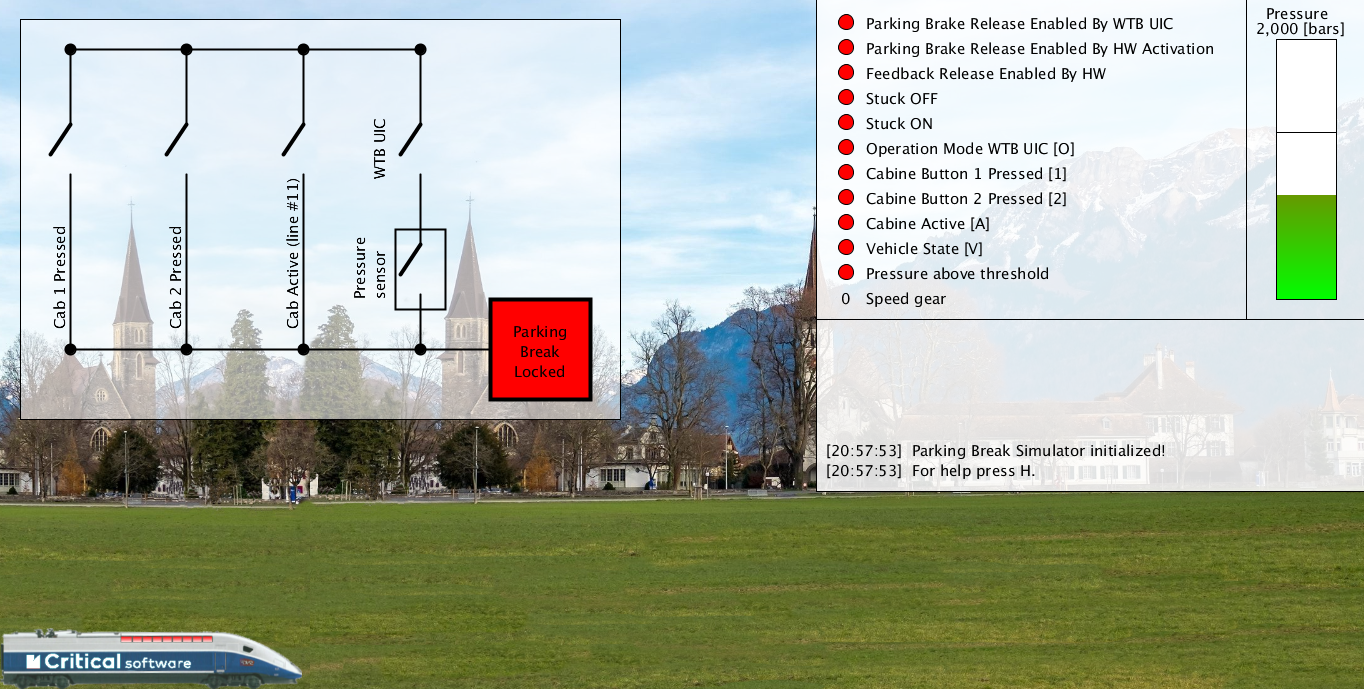 Cab 1 Pressed
Cab 2 Pressed
Cab Active (line #11)
WTB UIC
Pressure
sensor
Parking
Break
Locked
Parking Brake Release Enabled By WTB UIC
Parking Brake Release Enabled By HW Activation
Feedback Release Enabled By HW
Stuck OFF
Stuck ON
Operation Mode WTB UIC [O]
Cabine Button 1 Pressed [1]
Cabine Button 2 Pressed [2]
Cabine Active [A]
Vehicle State [V]
Pressure above threshold
0 Speed gear
Pressure
2,000 [bars]
[20:57:53] Parking Break Simulator initialized!
[20:57:53] For help press H.
Critical software